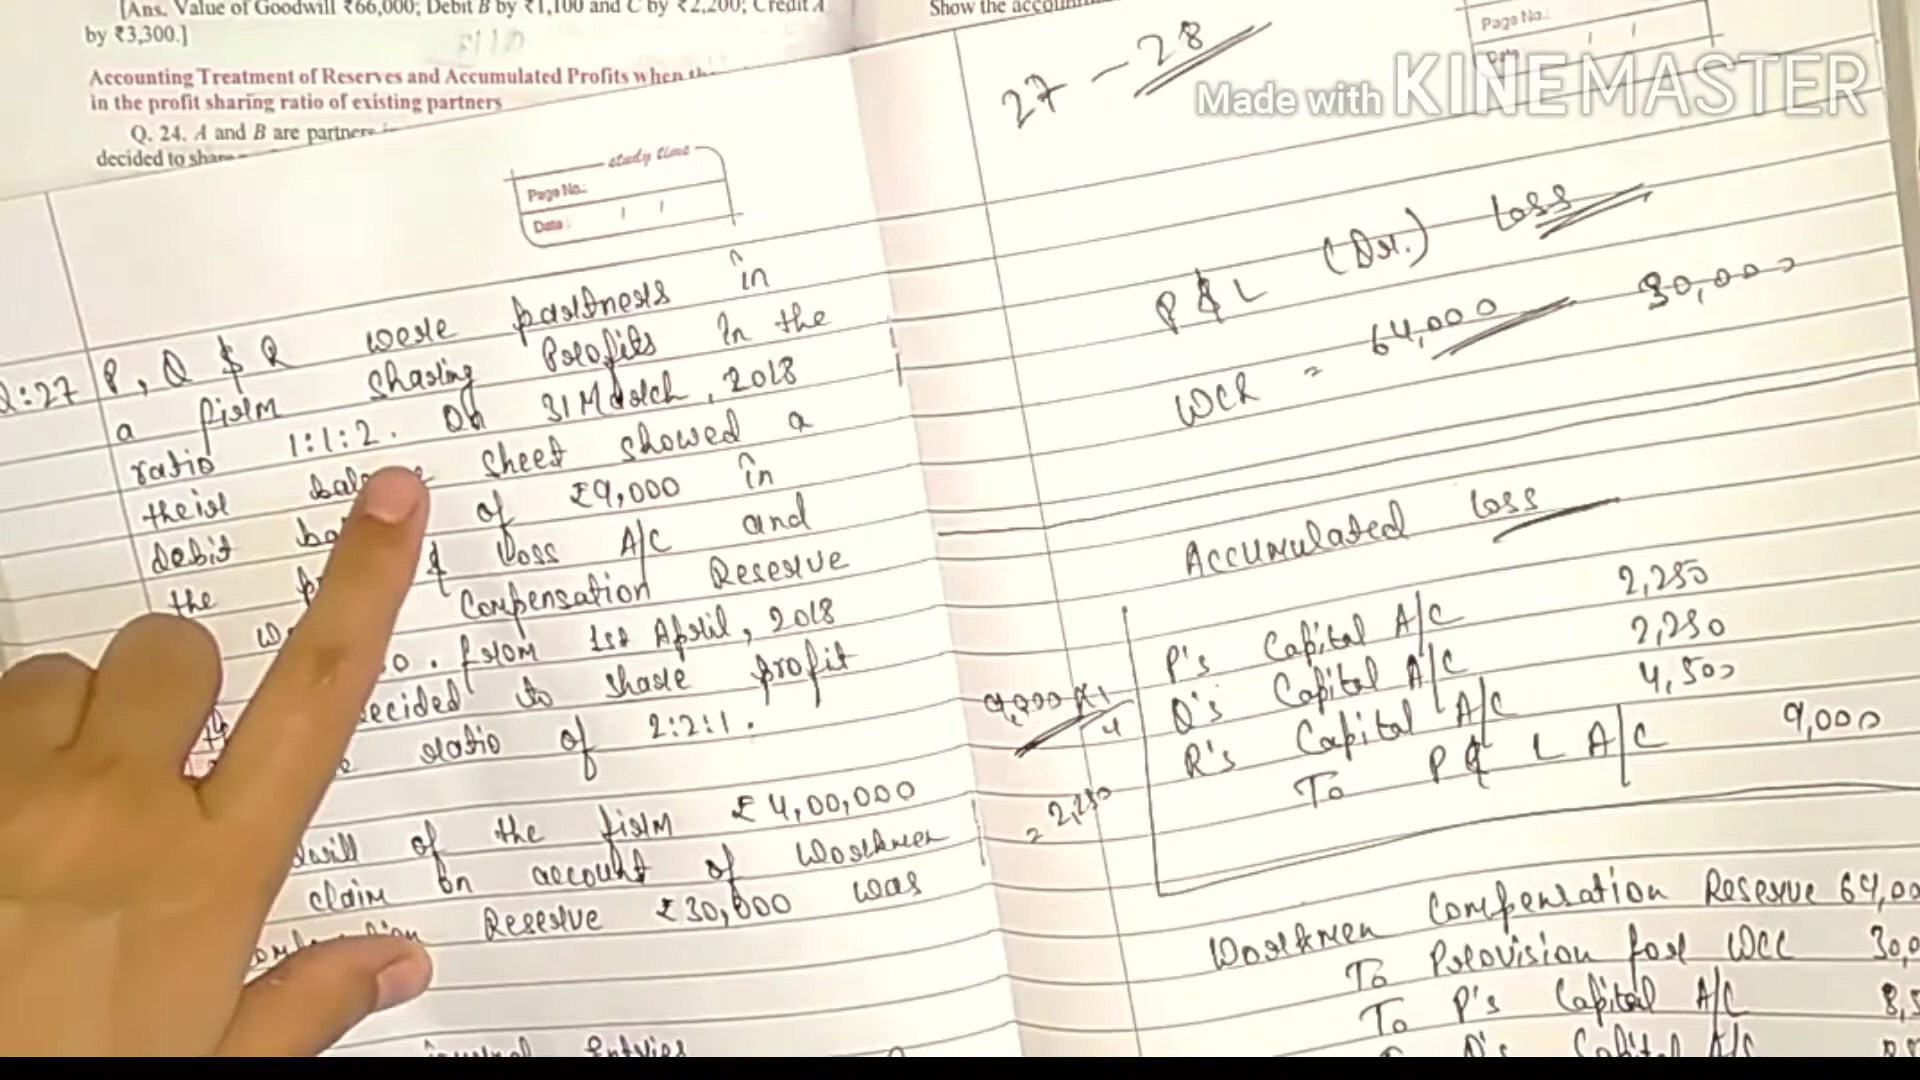 [Ans. Value of Goodwill ₹66,000; Debit B by ₹1,100 and C by ₹2,200; Credit A
by ₹3,300.]
Accounting Treatment of Reserves and Accumulated Profits when
in the profit sharing ratio of existing partners
Q. 24. A and B are partners
decided to share
study time
Page No.:
Date :
Q:27 P, Q & R were partners in
a firm sharing Profits in the
ratio 1:1:2. On 31 March, 2018
their sheet showed a
debit of ₹9,000 in
the & Loss A/C and
Compensation Reserve
from 1st April, 2018
decided to share profit
ratio of 2:2:1.
of the firm ₹4,00,000
claim on account of Workmen
Reserve ₹30,000 was
Entries
Show the
Page No.:
27 - 28
Made with KINEMASTER
P & L (Dr.) Loss
WCR = 64,000 30,000
Accumulated Loss
P's Capital A/C 2,250
Q's Capital A/C 2,250
R's Capital A/C 4,500
To P & L A/C 9,000
9,000 x 1
4
= 2,250
Workmen Compensation Reserve 64,00
To Provision for WCC 30,0
To P's Capital A/C 8,5
Q's Capital A/C